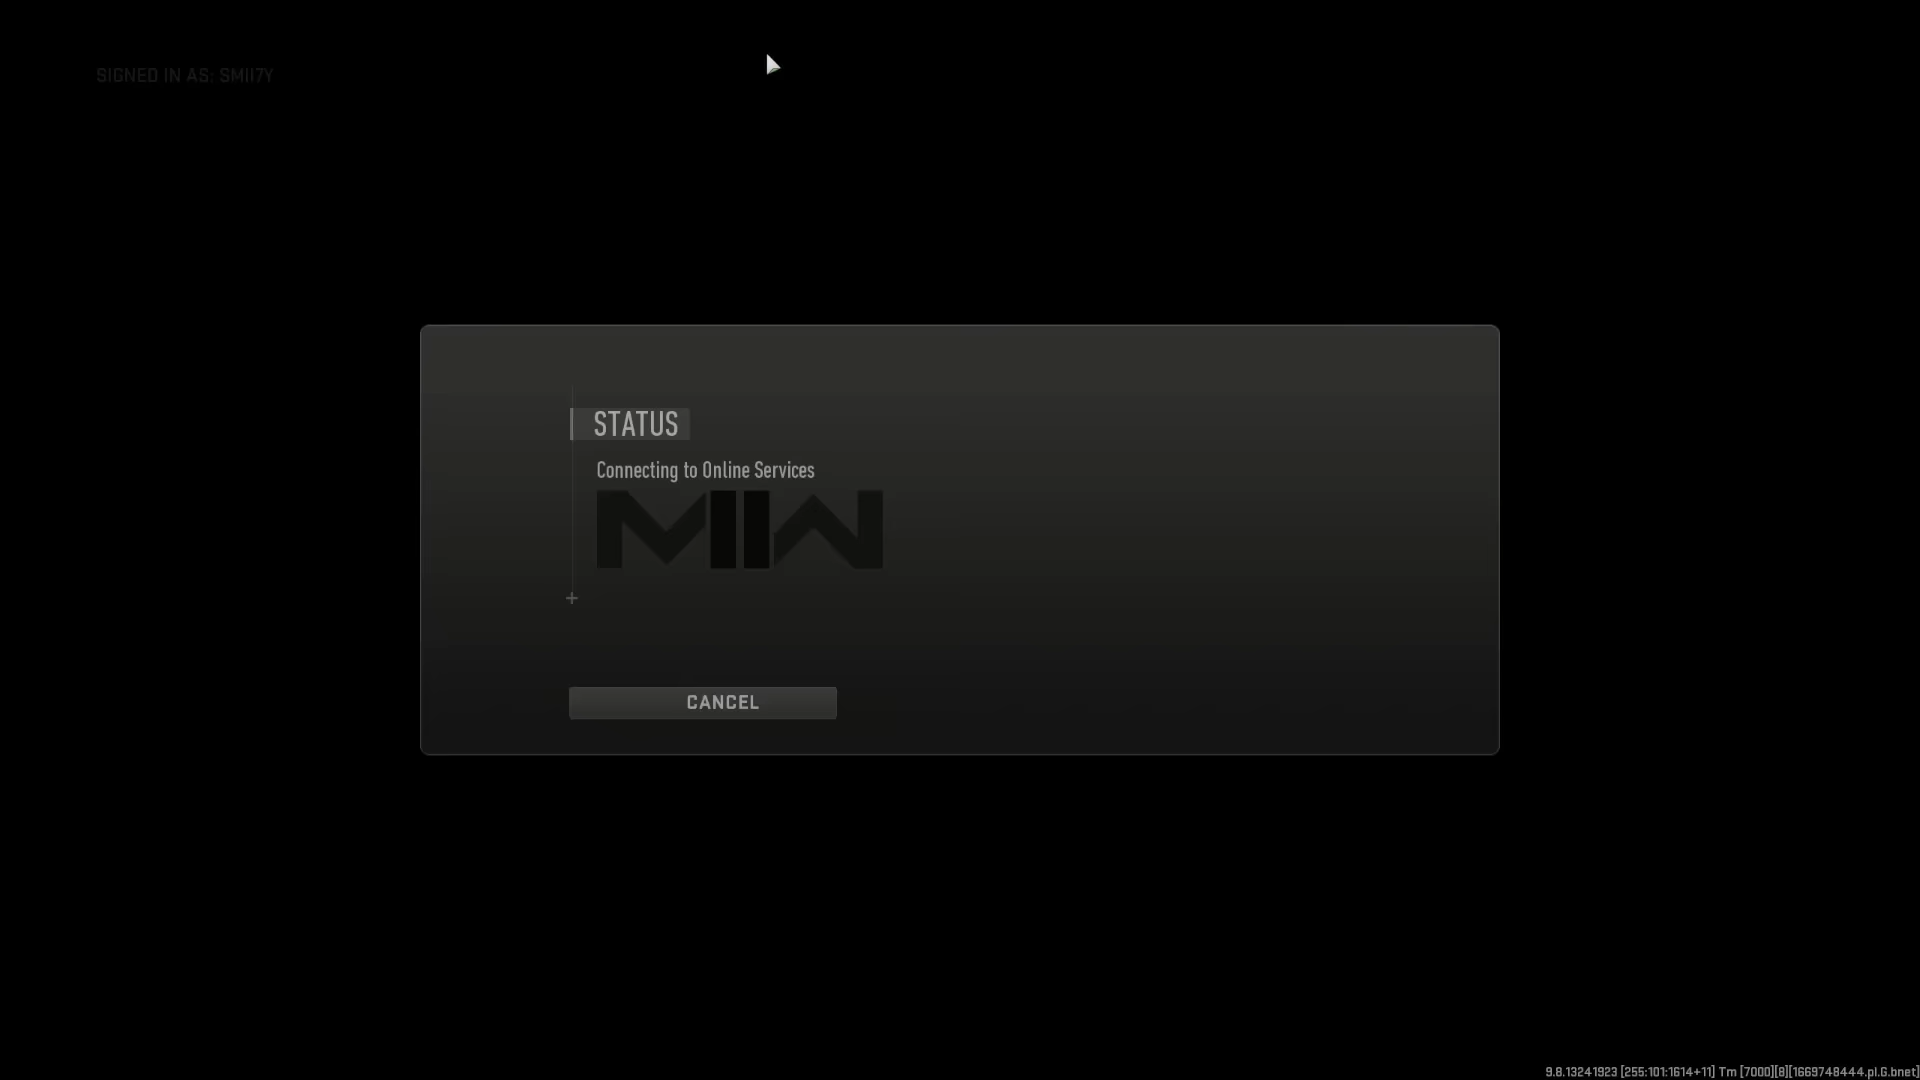 SIGNED IN AS: SMII7Y
STATUS
Connecting to Online Services
MIIW
CANCEL
9.8.13241923 [255:101:1614+11] Tm [7000][8][1669748444.pl.G.bnet]